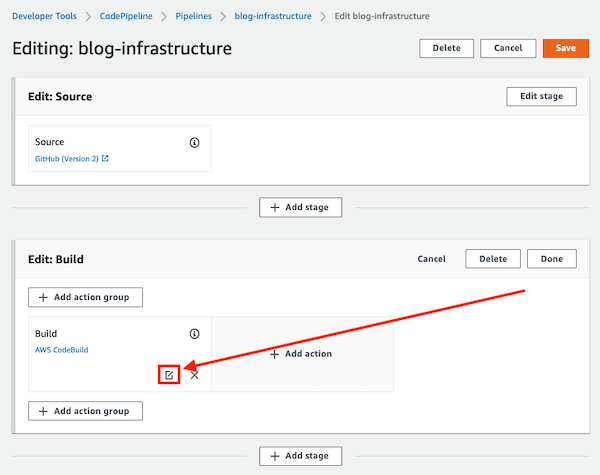 Developer Tools > CodePipeline > Pipelines > blog-infrastructure > Edit blog-infrastructure
Editing: blog-infrastructure
Delete Cancel Save
Edit: Source
Edit stage
Source
GitHub (Version 2)
+ Add stage
Edit: Build
Cancel Delete Done
+ Add action group
Build
AWS CodeBuild
+ Add action
+ Add action group
+ Add stage